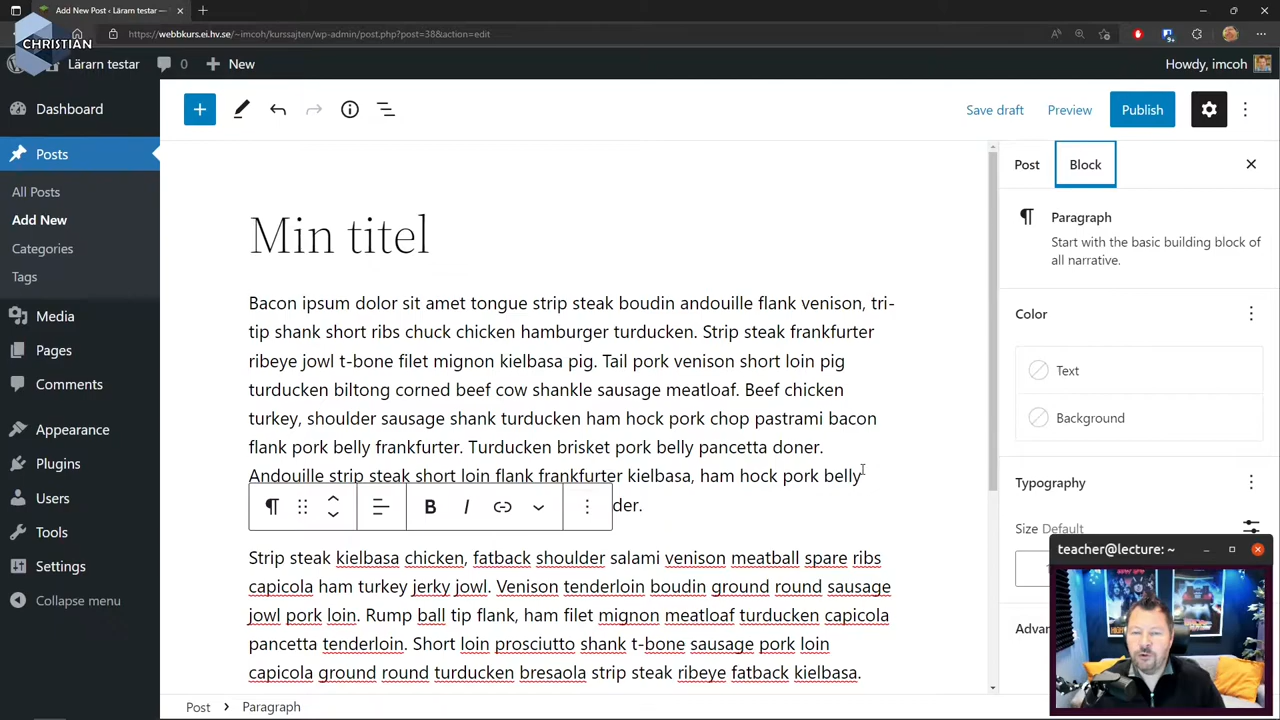 Add New Post ‹ Läraren testar —
https://webbkurs.ei.hv.se/~imcoh/kurssajten/wp-admin/post.php?post=38&action=edit
CHRISTIAN
Lärarn testar
0
New
Howdy, imcoh
Dashboard
Posts
All Posts
Add New
Categories
Tags
Media
Pages
Comments
Appearance
Plugins
Users
Tools
Settings
Collapse menu
Save draft
Preview
Publish
Min titel
Bacon ipsum dolor sit amet tongue strip steak boudin andouille flank venison, tri-
tip shank short ribs chuck chicken hamburger turducken. Strip steak frankfurter
ribeye jowl t-bone filet mignon kielbasa pig. Tail pork venison short loin pig
turducken biltong corned beef cow shankle sausage meatloaf. Beef chicken
turkey, shoulder sausage shank turducken ham hock pork chop pastrami bacon
flank pork belly frankfurter. Turducken brisket pork belly pancetta doner.
Andouille strip steak short loin flank frankfurter kielbasa, ham hock pork belly
der.
B I
Strip steak kielbasa chicken, fatback shoulder salami venison meatball spare ribs
capicola ham turkey jerky jowl. Venison tenderloin boudin ground round sausage
jowl pork loin. Rump ball tip flank, ham filet mignon meatloaf turducken capicola
pancetta tenderloin. Short loin prosciutto shank t-bone sausage pork loin
capicola ground round turducken bresaola strip steak ribeye fatback kielbasa.
Post
Paragraph
Post
Block
Paragraph
Start with the basic building block of
all narrative.
Color
Text
Background
Typography
Size Default
Adva
teacher@lecture: ~